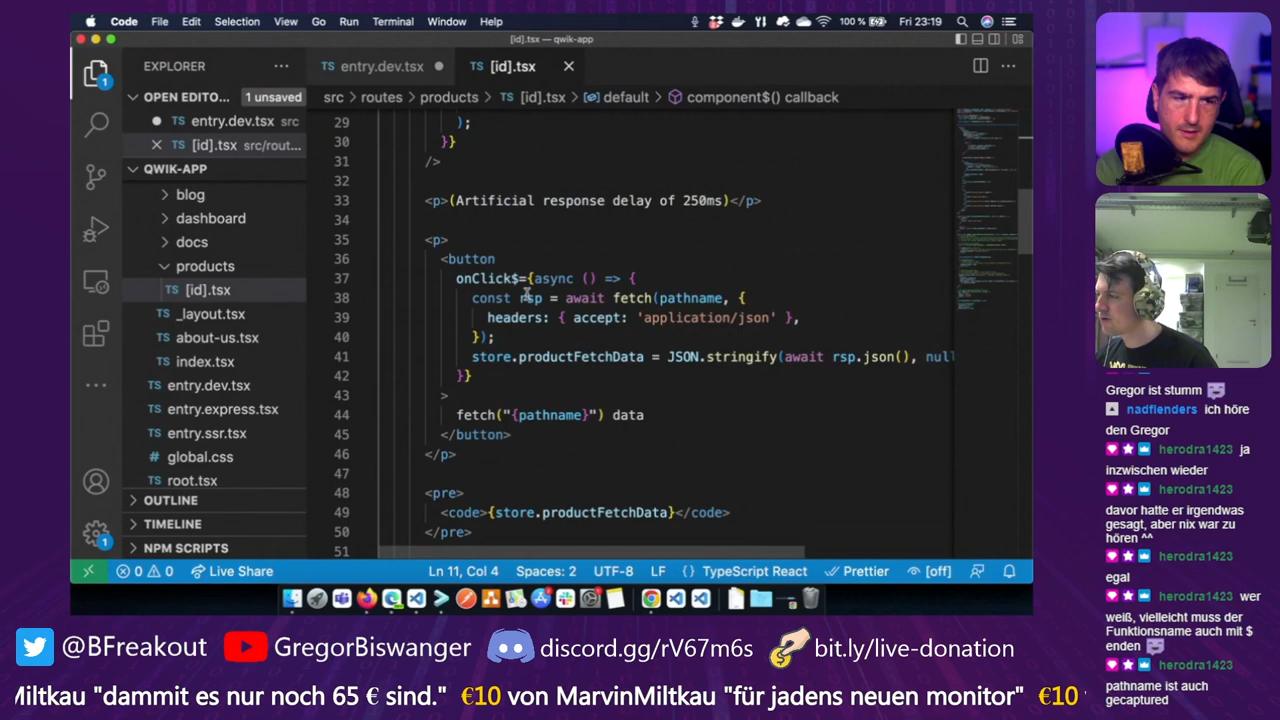 Code File Edit Selection View Go Run Terminal Window Help 100 % Fri 23:19
[id].tsx — qwik-app
EXPLORER
entry.dev.tsx
[id].tsx
OPEN EDITO... 1 unsaved
src > routes > products > [id].tsx > default > component$() callback
entry.dev.tsx src
[id].tsx src/rout...
QWIK-APP
blog
dashboard
docs
products
[id].tsx
_layout.tsx
about-us.tsx
index.tsx
entry.dev.tsx
entry.express.tsx
entry.ssr.tsx
global.css
root.tsx
OUTLINE
TIMELINE
NPM SCRIPTS
1
1
29 );
30 }}
31 />
32
33 <p>(Artificial response delay of 250ms)</p>
34
35 <p>
36 <button
37 onClick$={async () => {
38 const rsp = await fetch(pathname, {
39 headers: { accept: 'application/json' },
40 });
41 store.productFetchData = JSON.stringify(await rsp.json(), null
42 }}
43 >
44 fetch("{pathname}") data
45 </button>
46 </p>
47
48 <pre>
49 <code>{store.productFetchData}</code>
50 </pre>
51
0 0 Live Share Ln 11, Col 4 Spaces: 2 UTF-8 LF {} TypeScript React Prettier [off]
Gregor ist stumm
nadfienders ich höre
den Gregor
herodra1423 ja
inzwischen wieder
herodra1423
davor hatte er irgendwas
gesagt, aber nix war zu
hören ^^
herodra1423
egal
herodra1423 wer
weiß, vielleicht muss der
Funktionsname auch mit $
enden
herodra1423
pathname ist auch
gecaptured
@BFreakout GregorBiswanger discord.gg/rV67m6s bit.ly/live-donation
Miltkau "dammit es nur noch 65 € sind." €10 von MarvinMiltkau "für jadens neuen monitor" €10